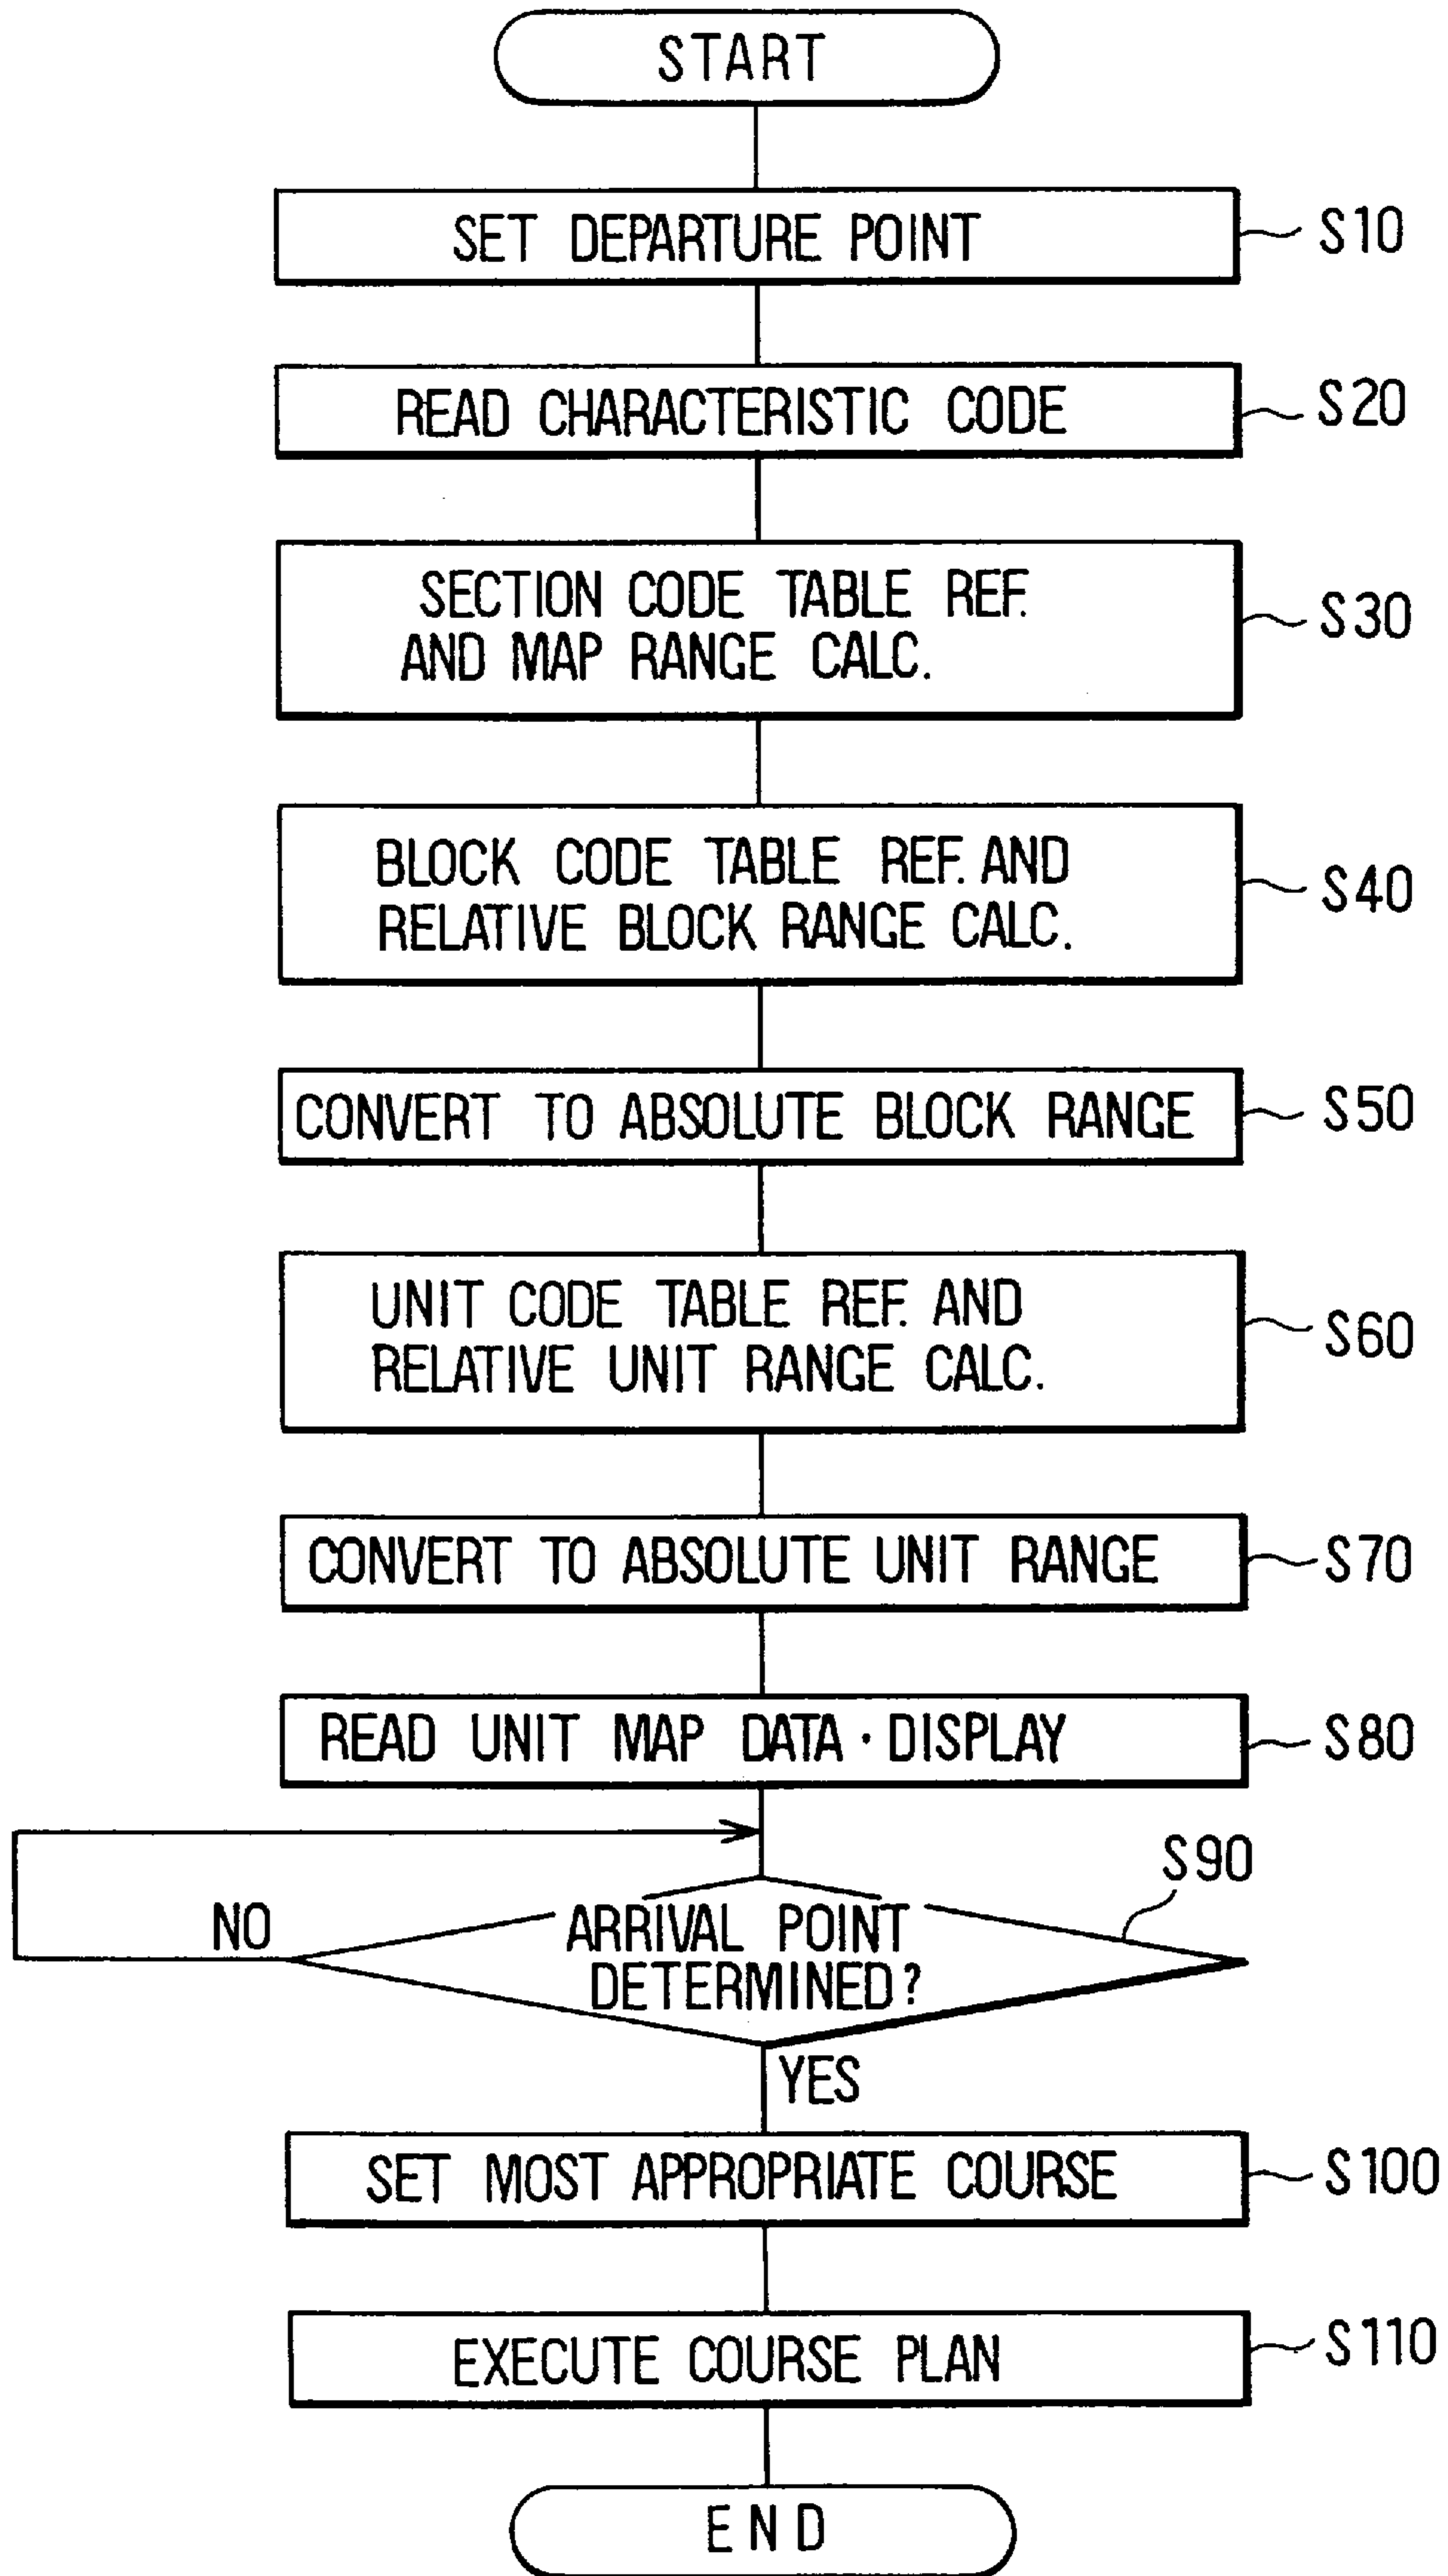 START
SET DEPARTURE POINT
S10
READ CHARACTERISTIC CODE
S20
SECTION CODE TABLE REF.
AND MAP RANGE CALC.
S30
BLOCK CODE TABLE REF. AND
RELATIVE BLOCK RANGE CALC.
S40
CONVERT TO ABSOLUTE BLOCK RANGE
S50
UNIT CODE TABLE REF. AND
RELATIVE UNIT RANGE CALC.
S60
CONVERT TO ABSOLUTE UNIT RANGE
S70
READ UNIT MAP DATA · DISPLAY
S80
S90
NO
ARRIVAL POINT
DETERMINED?
YES
SET MOST APPROPRIATE COURSE
S100
EXECUTE COURSE PLAN
S110
END